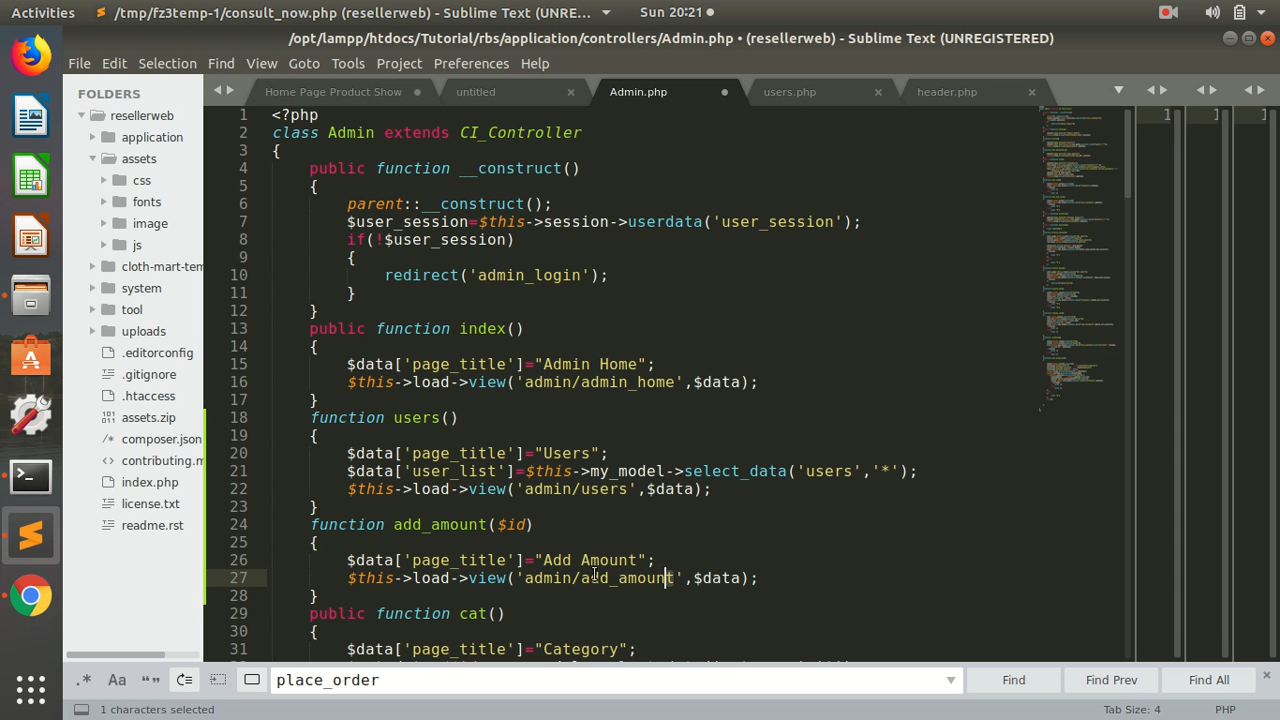 Activities
/tmp/fz3temp-1/consult_now.php (resellerweb) - Sublime Text (UNRE...
Sun 20:21
/opt/lampp/htdocs/Tutorial/rbs/application/controllers/Admin.php • (resellerweb) - Sublime Text (UNREGISTERED)
File Edit Selection Find View Goto Tools Project Preferences Help
FOLDERS
resellerweb
application
assets
css
fonts
image
js
cloth-mart-tem
system
tool
uploads
.editorconfig
.gitignore
.htaccess
assets.zip
/* composer.json
<> contributing.m
index.php
license.txt
readme.rst
Home Page Product Show
untitled
Admin.php
users.php
header.php
1 <?php
2 class Admin extends CI_Controller
3 {
4 public function __construct()
5 {
6 parent::__construct();
7 $user_session=$this->session->userdata('user_session');
8 if(!$user_session)
9 {
10 redirect('admin_login');
11 }
12 }
13 public function index()
14 {
15 $data['page_title']="Admin Home";
16 $this->load->view('admin/admin_home',$data);
17 }
18 function users()
19 {
20 $data['page_title']="Users";
21 $data['user_list']=$this->my_model->select_data('users','*');
22 $this->load->view('admin/users',$data);
23 }
24 function add_amount($id)
25 {
26 $data['page_title']="Add Amount";
27 $this->load->view('admin/add_amount',$data);
28 }
29 public function cat()
30 {
31 $data['page_title']="Category";
1
1
1
.* Aa “”
place_order
Find
Find Prev
Find All
1 characters selected
Tab Size: 4
PHP